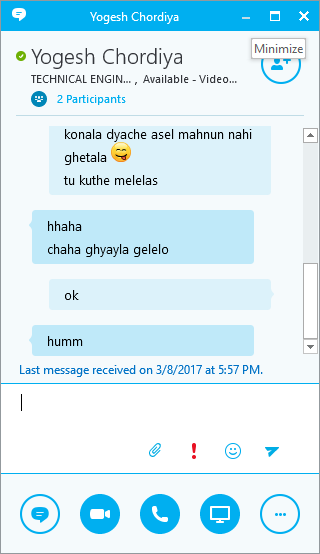 Yogesh Chordiya
Minimize
Yogesh Chordiya
TECHNICAL ENGIN... , Available - Video...
2 Participants
konala dyache asel mahnun nahi
ghetala
tu kuthe melelas
hhaha
chaha ghyayla gelelo
ok
humm
Last message received on 3/8/2017 at 5:57 PM.